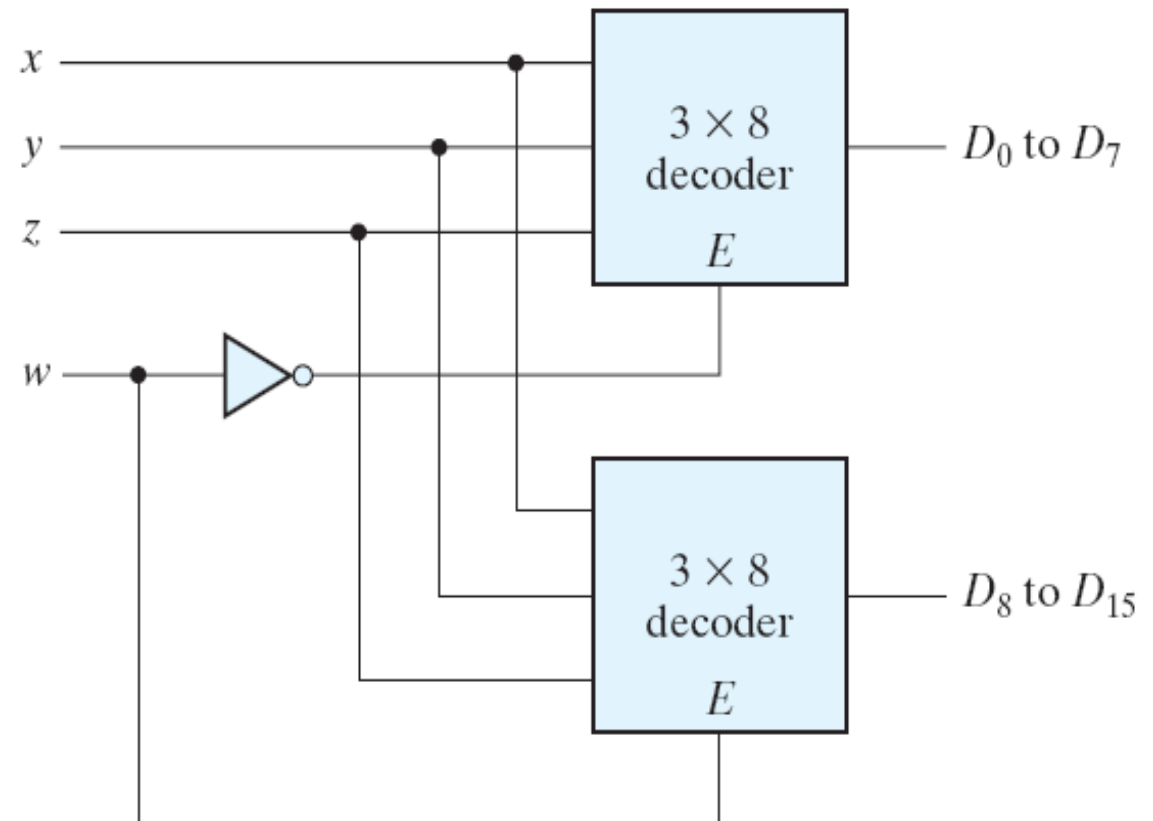 x
y
z
w
3 × 8
decoder
E
D₀ to D₇
3 × 8
decoder
E
D₈ to D₁₅